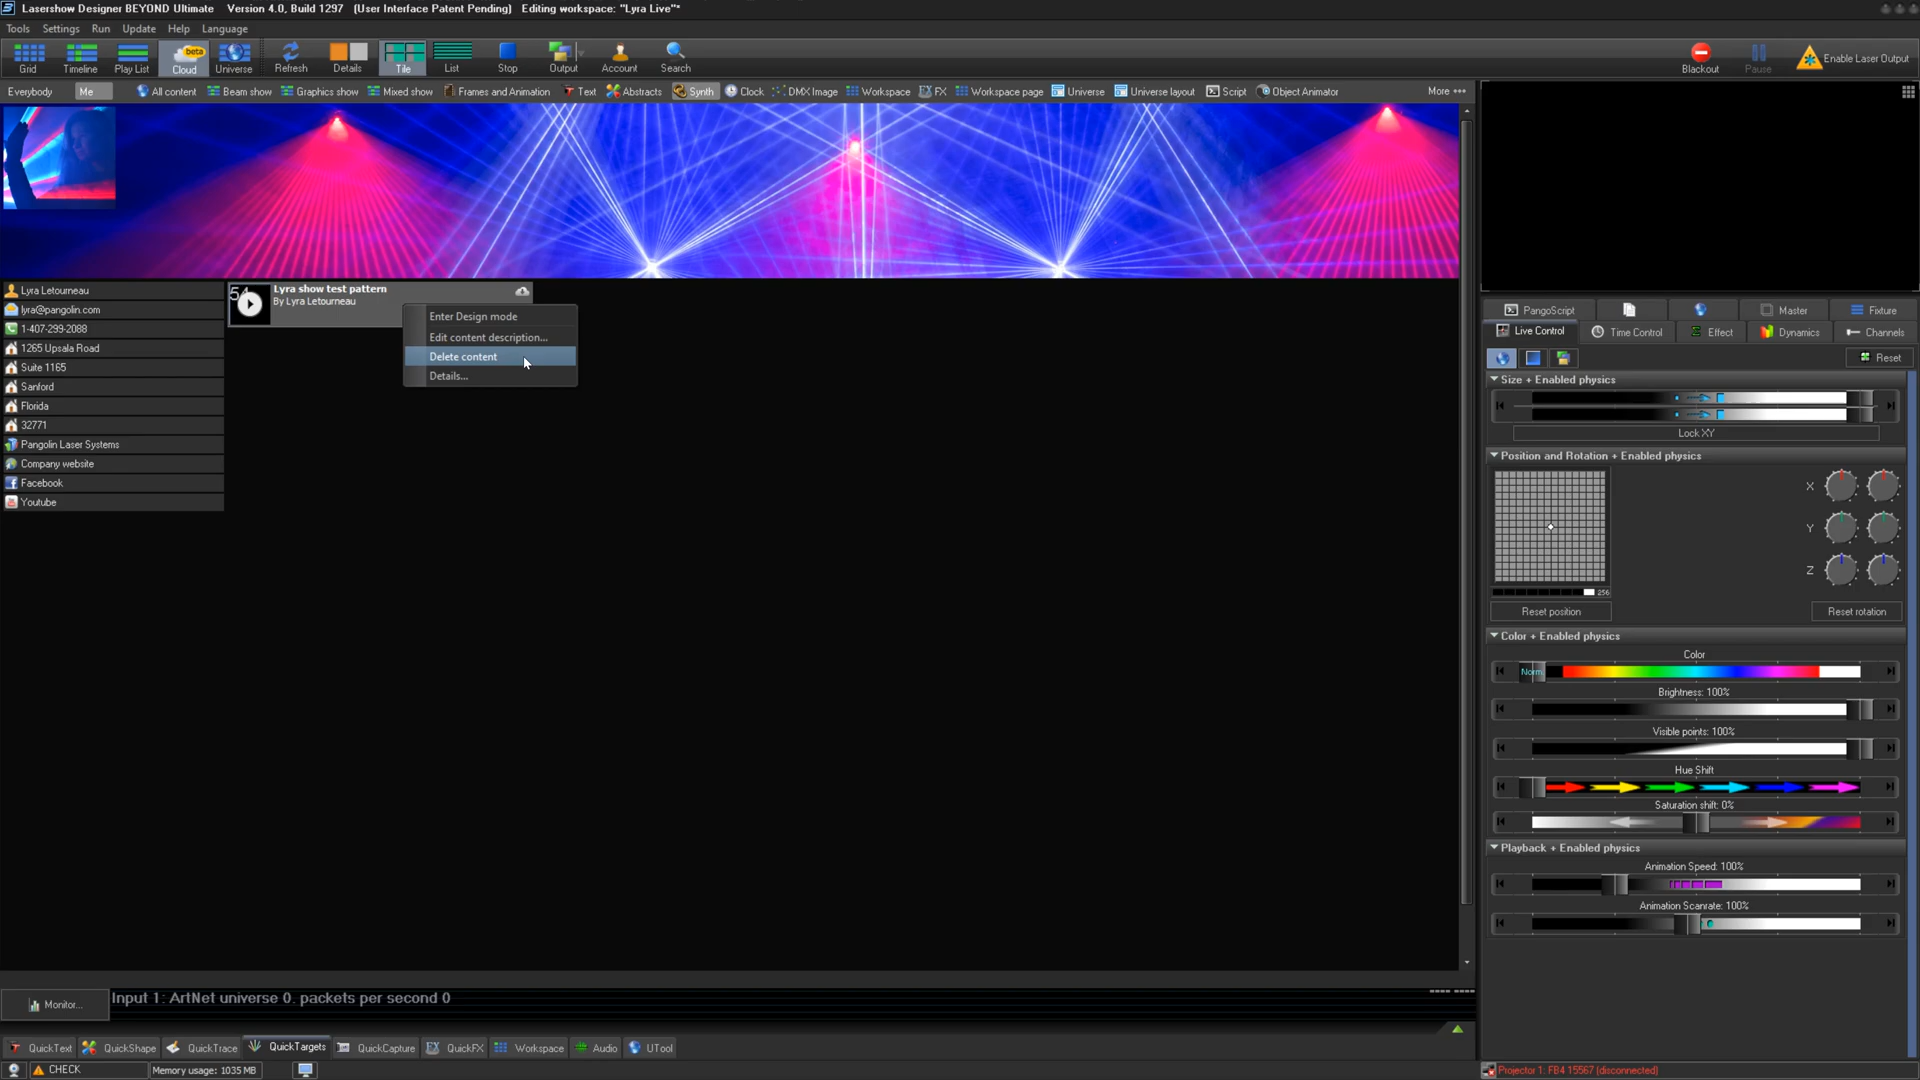 Lasershow Designer BEYOND Ultimate Version 4.0, Build 1297 (User Interface Patent Pending) Editing workspace: "Lyra Live"*
Tools Settings Run Update Help Language
Grid Timeline Play List beta Cloud Universe Refresh Details Tile List Stop Output Account Search Blackout Pause Enable Laser Output
Everybody Me All content Beam show Graphics show Mixed show Frames and Animation Text Abstracts Synth Clock DMX Image Workspace FX Workspace page Universe Universe layout Script Object Animator More
Lyra Letourneau
lyra@pangolin.com
1-407-299-2088
1265 Upsala Road
Suite 1165
Sanford
Florida
32771
Pangolin Laser Systems
Company website
Facebook
Youtube
54
Lyra show test pattern
By Lyra Letourneau
Enter Design mode
Edit content description...
Delete content
Details...
PangoScript Master Fixture
Live Control Time Control Effect Dynamics Channels
Reset
Size + Enabled physics
Lock XY
Position and Rotation + Enabled physics
X
Y
Z
256
Reset position Reset rotation
Color + Enabled physics
Color
Norm
Brightness: 100%
Visible points: 100%
Hue Shift
Saturation shift: 0%
Playback + Enabled physics
Animation Speed: 100%
Animation Scanrate: 100%
Monitor... Input 1: ArtNet universe 0. packets per second 0
QuickText QuickShape QuickTrace QuickTargets QuickCapture FX QuickFX Workspace Audio UTool
CHECK Memory usage: 1035 MB Projector 1: FB4 15567 [disconnected]